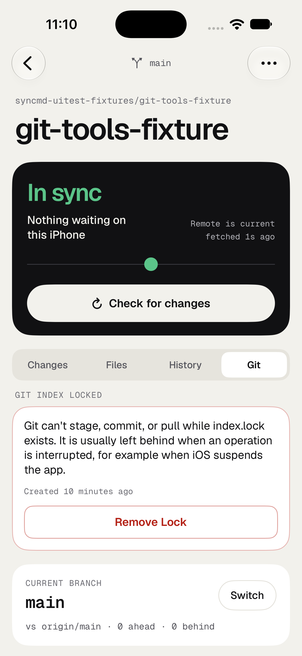 11:10
main
syncmd-uitest-fixtures/git-tools-fixture
git-tools-fixture
In sync
Nothing waiting on
this iPhone
Remote is current
fetched 1s ago
Check for changes
Changes
Files
History
Git
GIT INDEX LOCKED
Git can't stage, commit, or pull while index.lock
exists. It is usually left behind when an operation
is interrupted, for example when iOS suspends
the app.
Created 10 minutes ago
Remove Lock
CURRENT BRANCH
main
Switch
vs origin/main · 0 ahead · 0 behind